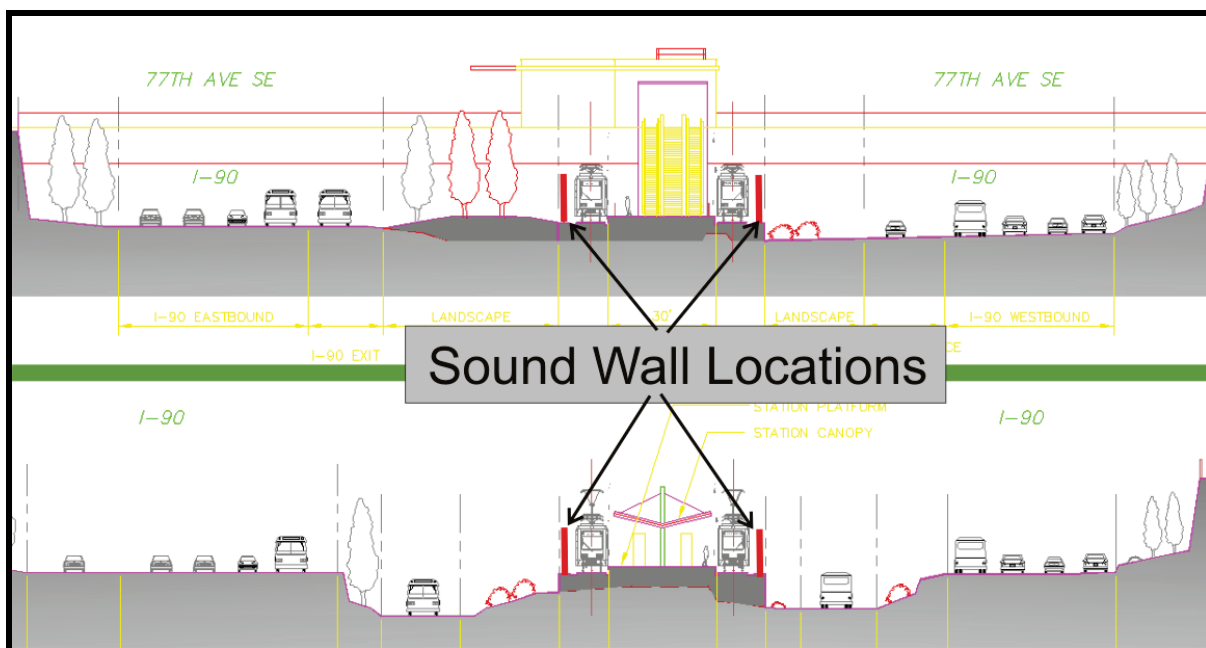 77TH AVE SE
77TH AVE SE
I-90
I-90
I-90 EASTBOUND
LANDSCAPE
30'
LANDSCAPE
I-90 WESTBOUND
I-90 EXIT
Sound Wall Locations
I-90
STATION PLATFORM
I-90
STATION CANOPY